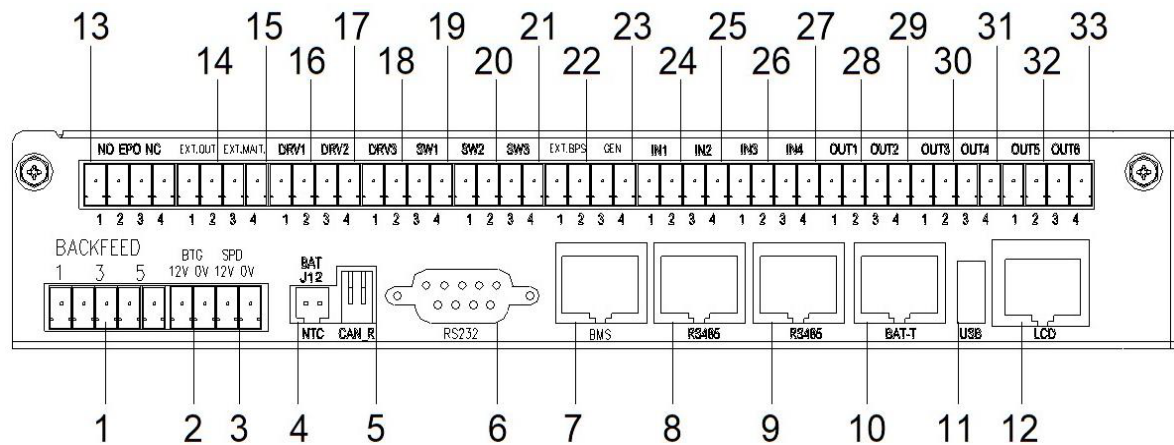 13 15 17 19 21 23 25 27 29 31 33
14 16 18 20 22 24 26 28 30 32
NO EPO NC EXT.OUT EXT.MAIT. DRV1 DRV2 DRV3 SW1 SW2 SW3 EXT.BPS GEN IN1 IN2 IN3 IN4 OUT1 OUT2 OUT3 OUT4 OUT5 OUT6
1 2 3 4 1 2 3 4 1 2 3 4 1 2 3 4 1 2 3 4 1 2 3 4 1 2 3 4 1 2 3 4 1 2 3 4 1 2 3 4 1 2 3 4
BACKFEED
BTG SPD
1 3 5 12V 0V 12V 0V
BAT
J12
NTC CAN_R RS232 BMS RS485 RS485 BAT-T USB LCD
1 2 3 4 5 6 7 8 9 10 11 12